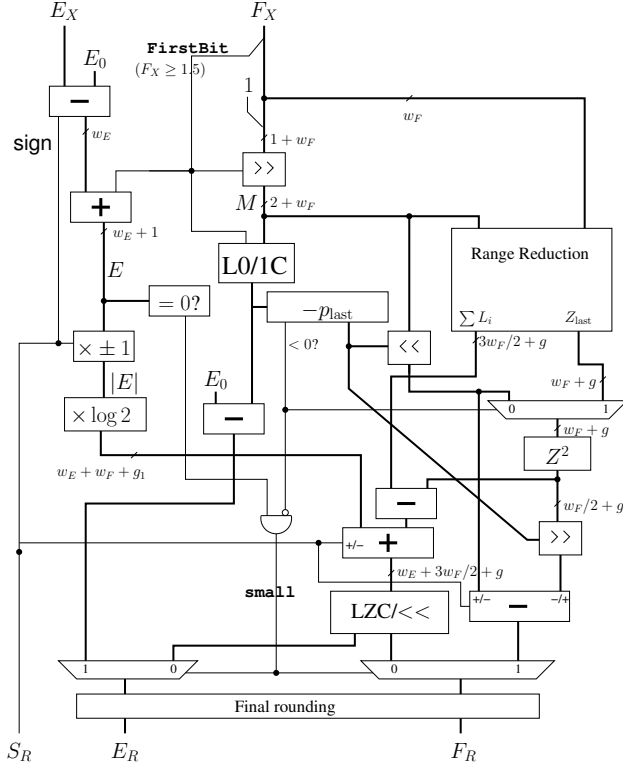 E_X
F_X
FirstBit
(F_X ≥ 1.5)
E_0
1
−
sign
w_E
w_F
1 + w_F
>>
+
M
2 + w_F
w_E + 1
E
L0/1C
Range Reduction
= 0?
−p_last
∑ L_i
Z_last
× ± 1
< 0?
<<
3w_F/2 + g
|E|
E_0
w_F + g
× log 2
−
0
1
w_F + g
Z^2
w_E + w_F + g_1
−
w_F/2 + g
+/−
+
>>
w_E + 3w_F/2 + g
small
+/−
−/+
−
LZC/<<
1
0
0
1
Final rounding
S_R
E_R
F_R